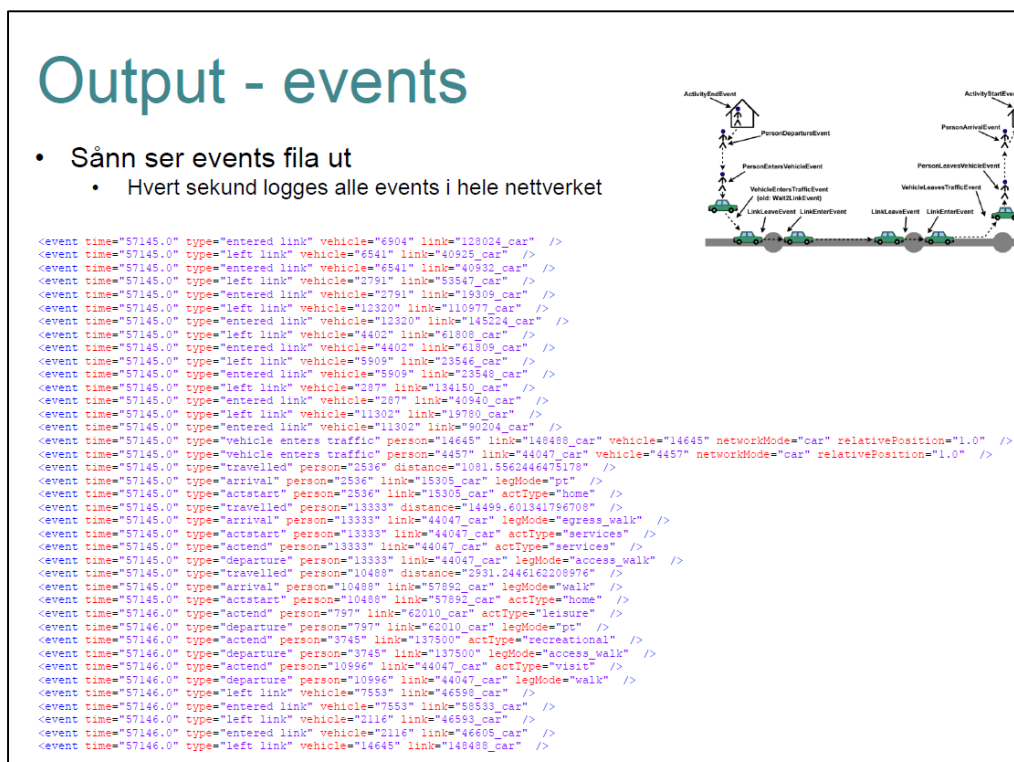 Output - events
• Sånn ser events fila ut
• Hvert sekund logges alle events i hele nettverket
ActivityEndEvent
PersonDepartureEvent
PersonEntersVehicleEvent
VehicleEntersTrafficEvent
(old: Wait2LinkEvent)
LinkLeaveEvent
LinkEnterEvent
LinkLeaveEvent
LinkEnterEvent
VehicleLeavesTrafficEvent
PersonLeavesVehicleEvent
PersonArrivalEvent
<event time="57145.0" type="entered link" vehicle="6904" link="128024_car" />
<event time="57145.0" type="left link" vehicle="6541" link="40925_car" />
<event time="57145.0" type="entered link" vehicle="6541" link="40932_car" />
<event time="57145.0" type="left link" vehicle="2791" link="53547_car" />
<event time="57145.0" type="entered link" vehicle="2791" link="19309_car" />
<event time="57145.0" type="left link" vehicle="12320" link="110977_car" />
<event time="57145.0" type="entered link" vehicle="12320" link="145224_car" />
<event time="57145.0" type="left link" vehicle="4402" link="61808_car" />
<event time="57145.0" type="entered link" vehicle="4402" link="61809_car" />
<event time="57145.0" type="left link" vehicle="5909" link="23546_car" />
<event time="57145.0" type="entered link" vehicle="5909" link="23548_car" />
<event time="57145.0" type="left link" vehicle="287" link="134150_car" />
<event time="57145.0" type="entered link" vehicle="287" link="40940_car" />
<event time="57145.0" type="left link" vehicle="11302" link="19780_car" />
<event time="57145.0" type="entered link" vehicle="11302" link="90204_car" />
<event time="57145.0" type="vehicle enters traffic" person="14645" link="148488_car" vehicle="14645" networkMode="car" relativePosition="1.0" />
<event time="57145.0" type="vehicle enters traffic" person="4457" link="44047_car" vehicle="4457" networkMode="car" relativePosition="1.0" />
<event time="57145.0" type="travelled" person="2536" distance="1081.5562446475178" />
<event time="57145.0" type="arrival" person="2536" link="15305_car" legMode="pt" />
<event time="57145.0" type="actstart" person="2536" link="15305_car" actType="home" />
<event time="57145.0" type="travelled" person="13333" distance="14499.601341796708" />
<event time="57145.0" type="arrival" person="13333" link="44047_car" legMode="egress_walk" />
<event time="57145.0" type="actstart" person="13333" link="44047_car" actType="services" />
<event time="57145.0" type="actend" person="13333" link="44047_car" actType="services" />
<event time="57145.0" type="departure" person="13333" link="44047_car" legMode="access_walk" />
<event time="57145.0" type="travelled" person="10488" distance="2931.2446162208976" />
<event time="57145.0" type="arrival" person="10488" link="57892_car" legMode="walk" />
<event time="57145.0" type="actstart" person="10488" link="57892_car" actType="home" />
<event time="57146.0" type="actend" person="797" link="62010_car" actType="leisure" />
<event time="57146.0" type="departure" person="797" link="62010_car" legMode="pt" />
<event time="57146.0" type="actend" person="3745" link="137500" actType="recreational" />
<event time="57146.0" type="departure" person="3745" link="137500" legMode="access_walk" />
<event time="57146.0" type="actend" person="10996" link="44047_car" actType="visit" />
<event time="57146.0" type="departure" person="10996" link="44047_car" legMode="walk" />
<event time="57146.0" type="left link" vehicle="7553" link="46598_car" />
<event time="57146.0" type="entered link" vehicle="7553" link="58533_car" />
<event time="57146.0" type="left link" vehicle="2116" link="46593_car" />
<event time="57146.0" type="entered link" vehicle="2116" link="46605_car" />
<event time="57146.0" type="left link" vehicle="14645" link="148488_car" />